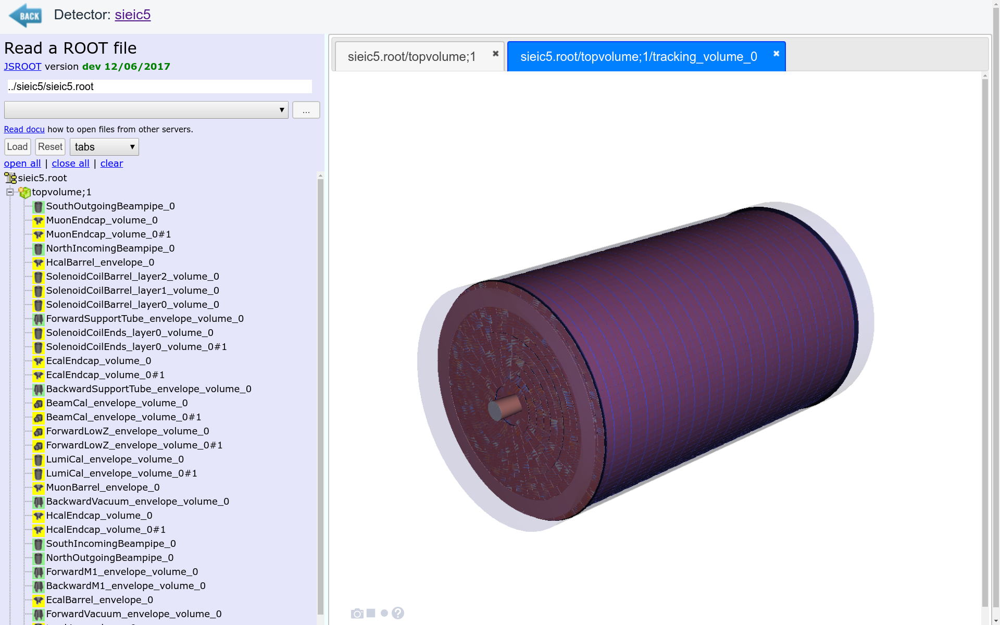 BACK Detector: sieic5
Read a ROOT file
JSROOT version dev 12/06/2017
../sieic5/sieic5.root
...
Read docu how to open files from other servers.
Load Reset tabs
open all | close all | clear
sieic5.root
topvolume;1
SouthOutgoingBeampipe_0
MuonEndcap_volume_0
MuonEndcap_volume_0#1
NorthIncomingBeampipe_0
HcalBarrel_envelope_0
SolenoidCoilBarrel_layer2_volume_0
SolenoidCoilBarrel_layer1_volume_0
SolenoidCoilBarrel_layer0_volume_0
ForwardSupportTube_envelope_volume_0
SolenoidCoilEnds_layer0_volume_0
SolenoidCoilEnds_layer0_volume_0#1
EcalEndcap_volume_0
EcalEndcap_volume_0#1
BackwardSupportTube_envelope_volume_0
BeamCal_envelope_volume_0
BeamCal_envelope_volume_0#1
ForwardLowZ_envelope_volume_0
ForwardLowZ_envelope_volume_0#1
LumiCal_envelope_volume_0
LumiCal_envelope_volume_0#1
MuonBarrel_envelope_0
BackwardVacuum_envelope_volume_0
HcalEndcap_volume_0
HcalEndcap_volume_0#1
SouthIncomingBeampipe_0
NorthOutgoingBeampipe_0
ForwardM1_envelope_volume_0
BackwardM1_envelope_volume_0
EcalBarrel_envelope_0
ForwardVacuum_envelope_volume_0
sieic5.root/topvolume;1
sieic5.root/topvolume;1/tracking_volume_0
?